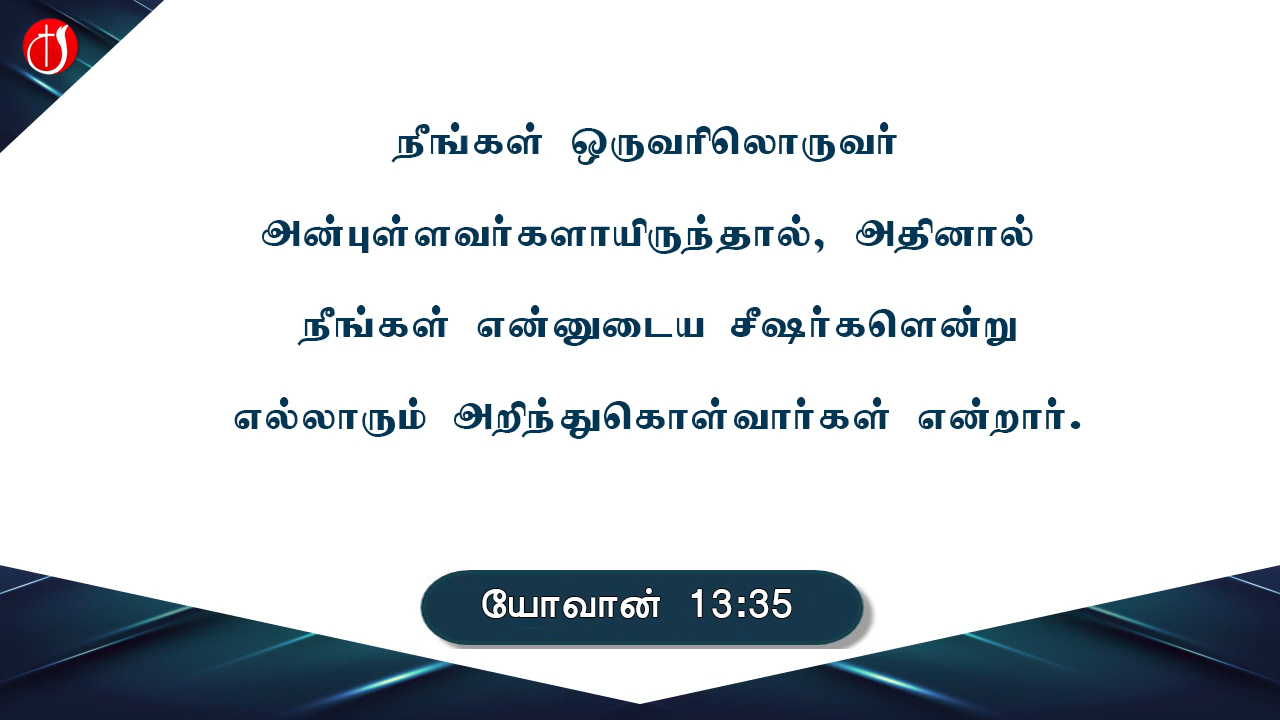 நீங்கள் ஒருவரிலொருவர்
அன்புள்ளவர்களாயிருந்தால், அதினால்
நீங்கள் என்னுடைய சீஷர்களென்று
எல்லாரும் அறிந்துகொள்வார்கள் என்றார்.
யோவான் 13:35